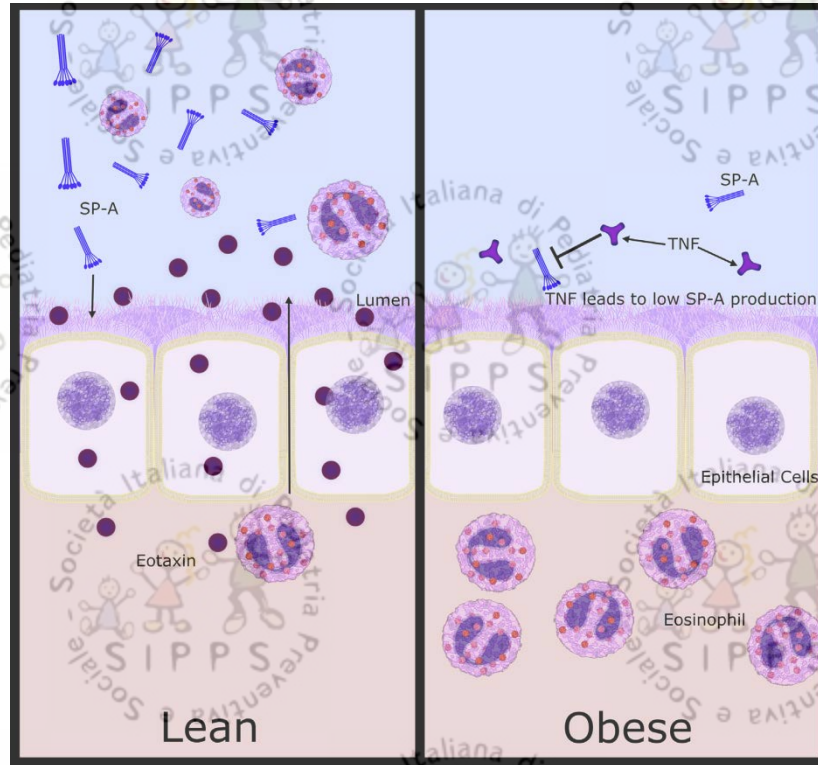 SP-A
Lumen
Eotaxin
Lean
SP-A
TNF
TNF leads to low SP-A production
Epithelial Cells
Eosinophil
Obese
Società Italiana di Pediatria Preventiva e Sociale
SIPPS